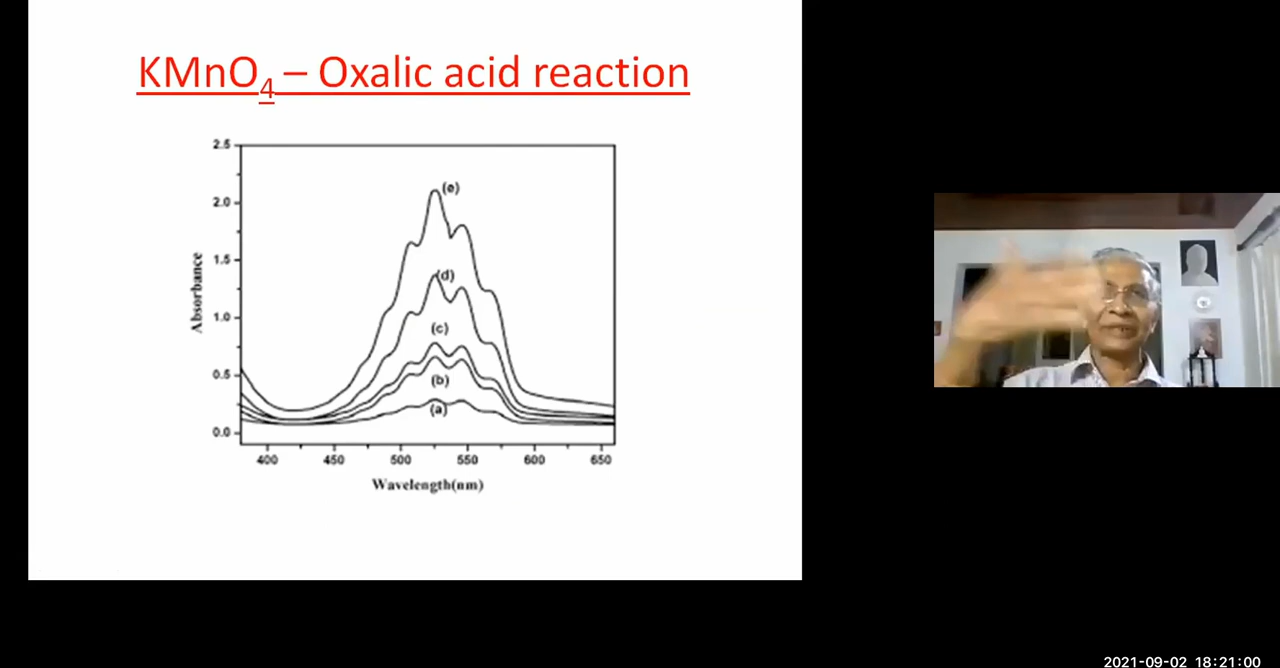 KMnO4 – Oxalic acid reaction
2.5
(e)
2.0
1.5
(d)
Absorbance
1.0
(c)
0.5
(b)
(a)
0.0
400 450 500 550 600 650
Wavelength(nm)
2021-09-02 18:21:00